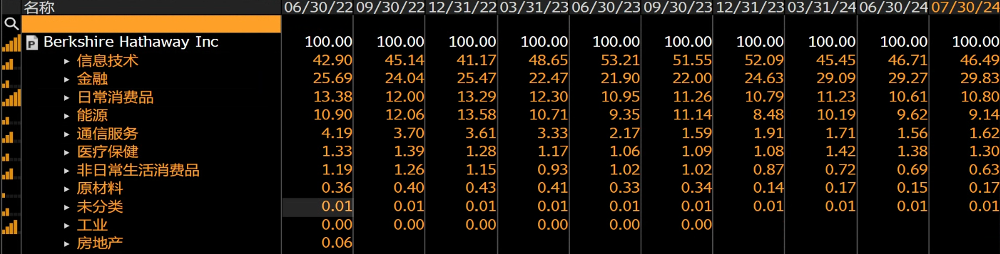 名称 06/30/22 09/30/22 12/31/22 03/31/23 06/30/23 09/30/23 12/31/23 03/31/24 06/30/24 07/30/24
P Berkshire Hathaway Inc 100.00 100.00 100.00 100.00 100.00 100.00 100.00 100.00 100.00 100.00
信息技术 42.90 45.14 41.17 48.65 53.21 51.55 52.09 45.45 46.71 46.49
金融 25.69 24.04 25.47 22.47 21.90 22.00 24.63 29.09 29.27 29.83
日常消费品 13.38 12.00 13.29 12.30 10.95 11.26 10.79 11.23 10.61 10.80
能源 10.90 12.06 13.58 10.71 9.35 11.14 8.48 10.19 9.62 9.14
通信服务 4.19 3.70 3.61 3.33 2.17 1.59 1.91 1.71 1.56 1.62
医疗保健 1.33 1.39 1.28 1.17 1.06 1.09 1.08 1.42 1.38 1.30
非日常生活消费品 1.19 1.26 1.15 0.93 1.02 1.02 0.87 0.72 0.69 0.63
原材料 0.36 0.40 0.43 0.41 0.33 0.34 0.14 0.17 0.15 0.17
未分类 0.01 0.01 0.01 0.01 0.01 0.01 0.01 0.01 0.01 0.01
工业 0.00 0.00 0.00 0.00 0.00 0.00
房地产 0.06